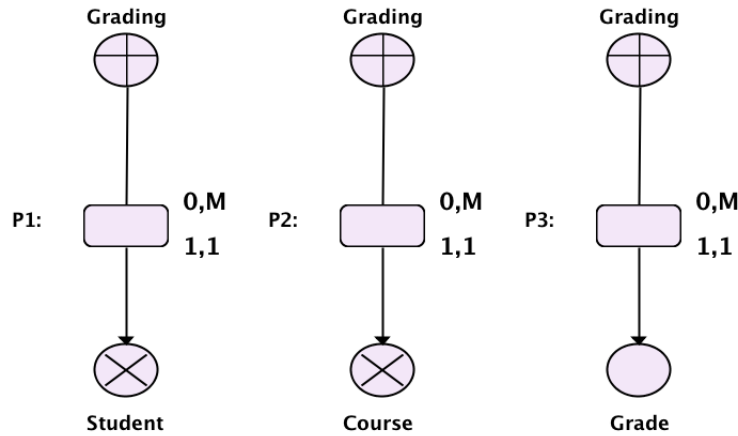 Grading Grading Grading
0,M 0,M 0,M
P1: P2: P3:
1,1 1,1 1,1
Student Course Grade